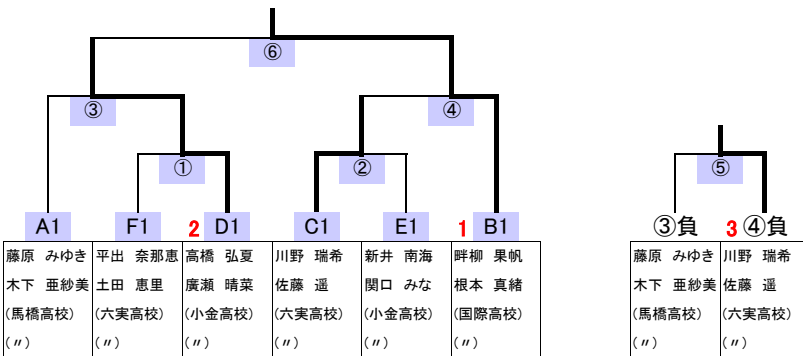 ⑥
③ ④
① ② ⑤
A1 F1 2 D1 C1 E1 1 B1 ③負 3 ④負
藤原 みゆき 平出 奈那恵 高橋 弘夏 川野 瑞希 新井 南海 畔柳 果帆 藤原 みゆき 川野 瑞希
木下 亜紗美 土田 恵里 廣瀬 晴菜 佐藤 遥 関口 みな 根本 真緒 木下 亜紗美 佐藤 遥
(馬橋高校) (六実高校) (小金高校) (六実高校) (小金高校) (国際高校) (馬橋高校) (六実高校)
(〃) (〃) (〃) (〃) (〃) (〃) (〃) (〃)